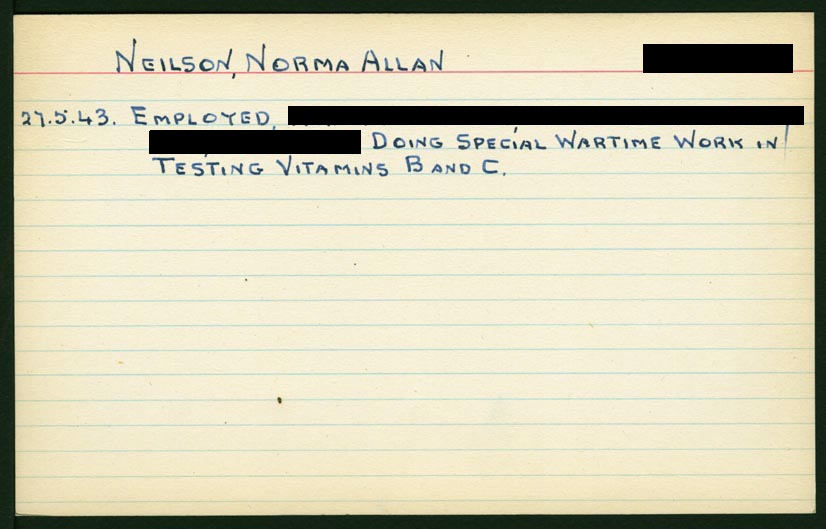 NEILSON, NORMA ALLAN
27.5.43. EMPLOYED,
DOING SPECIAL WARTIME WORK IN
TESTING VITAMINS B AND C.